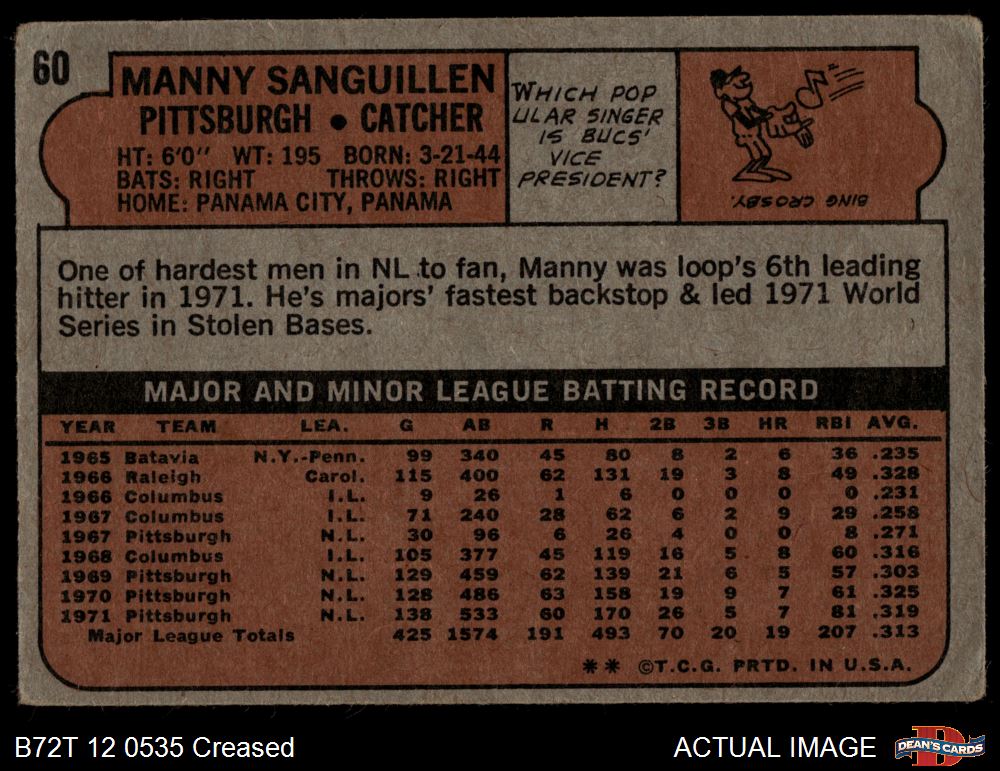 60
MANNY SANGUILLEN
PITTSBURGH • CATCHER
HT: 6'0" WT: 195 BORN: 3-21-44
BATS: RIGHT THROWS: RIGHT
HOME: PANAMA CITY, PANAMA
WHICH POP
ULAR SINGER
IS BUCS'
VICE
PRESIDENT?
BING CROSBY.
One of hardest men in NL to fan, Manny was loop's 6th leading
hitter in 1971. He's majors' fastest backstop & led 1971 World
Series in Stolen Bases.
MAJOR AND MINOR LEAGUE BATTING RECORD
YEAR TEAM LEA. G AB R H 2B 3B HR RBI AVG.
1965 Batavia N.Y.-Penn. 99 340 45 80 8 2 6 36 .235
1966 Raleigh Carol. 115 400 62 131 19 3 8 49 .328
1966 Columbus I.L. 9 26 1 6 0 0 0 0 .231
1967 Columbus I.L. 71 240 28 62 6 2 9 29 .258
1967 Pittsburgh N.L. 30 96 6 26 4 0 0 8 .271
1968 Columbus I.L. 105 377 45 119 16 5 8 60 .316
1969 Pittsburgh N.L. 129 459 62 139 21 6 5 57 .303
1970 Pittsburgh N.L. 128 486 63 158 19 9 7 61 .325
1971 Pittsburgh N.L. 138 533 60 170 26 5 7 81 .319
Major League Totals 425 1574 191 493 70 20 19 207 .313
** ©T.C.G. PRTD. IN U.S.A.
B72T 12 0535 Creased
ACTUAL IMAGE
D
DEAN'S CARDS